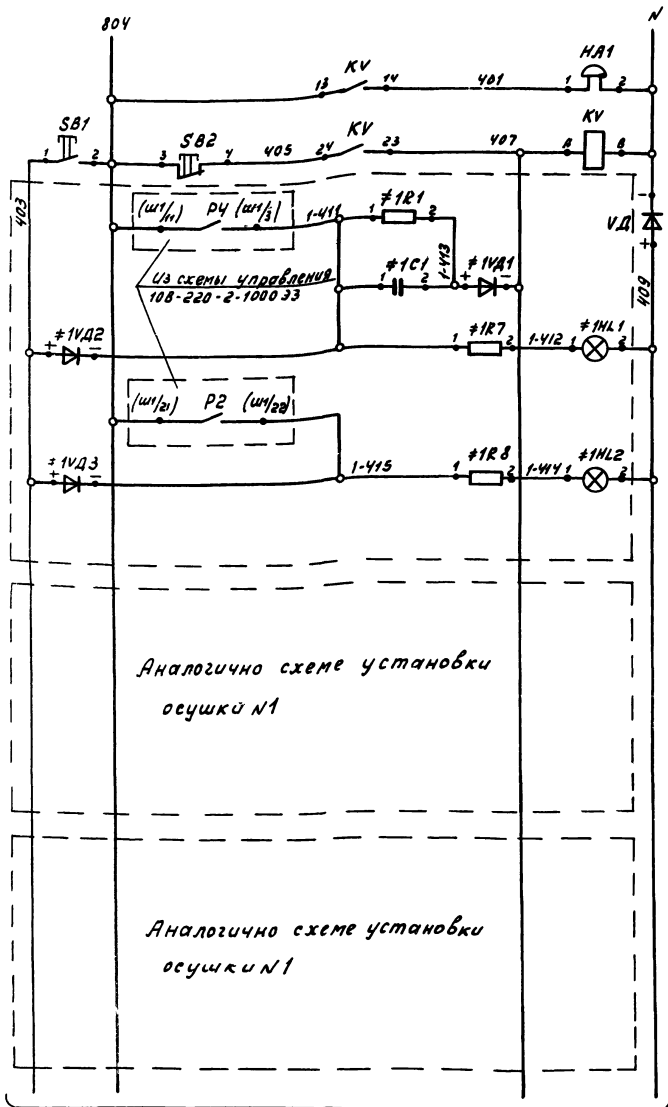 804 N
13 KV 14 401 1 HA1 2
SB1 1 2 3 SB2 4 405 24 KV 23 407 A KV B
403
(ш1/11) Р4 (ш1/3) 1-411 1 ≠1R1 2
- VД +
409
Из схемы управления
108-220-2-1000 ЭЗ
1 ≠1C1 2 1-413 + ≠1VД1 -
≠1VД2
+ - 1 ≠1R7 2 1-412 1 ≠1HL1 2
(ш1/21) Р2 (ш1/22)
≠1VД3
+ - 1-415 1 ≠1R8 2 1-414 1 ≠1HL2 2
Аналогично схеме установки
осушкй N1
Аналогично схеме установки
осушки N1